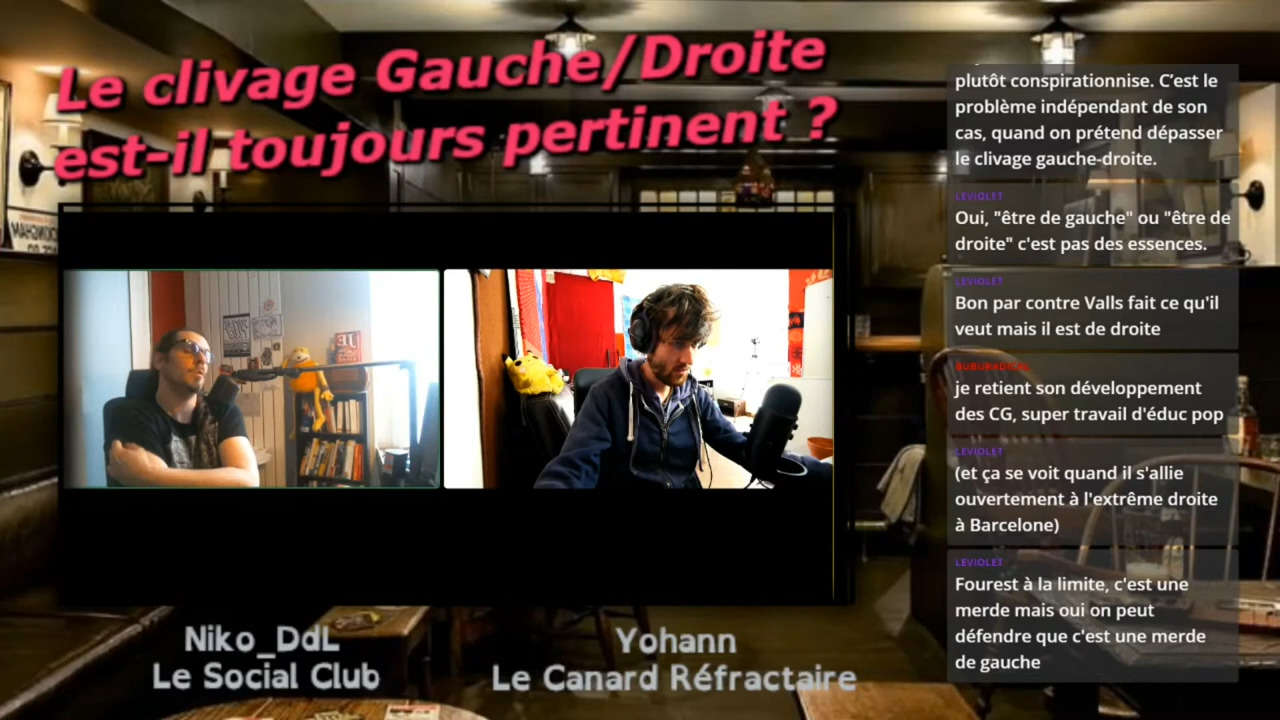 Le clivage Gauche/Droite
est-il toujours pertinent ?
plutôt conspirationnise. C’est le
problème indépendant de son
cas, quand on prétend dépasser
le clivage gauche-droite.
LEVIOLET
Oui, "être de gauche" ou "être de
droite" c'est pas des essences.
LEVIOLET
Bon par contre Valls fait ce qu'il
veut mais il est de droite
je retient son développement
des CG, super travail d'éduc pop
LEVIOLET
(et ça se voit quand il s'allie
ouvertement à l'extrême droite
à Barcelone)
LEVIOLET
Fourest à la limite, c'est une
merde mais oui on peut
défendre que c'est une merde
de gauche
Niko_DdL
Le Social Club
Yohann
Le Canard Réfractaire